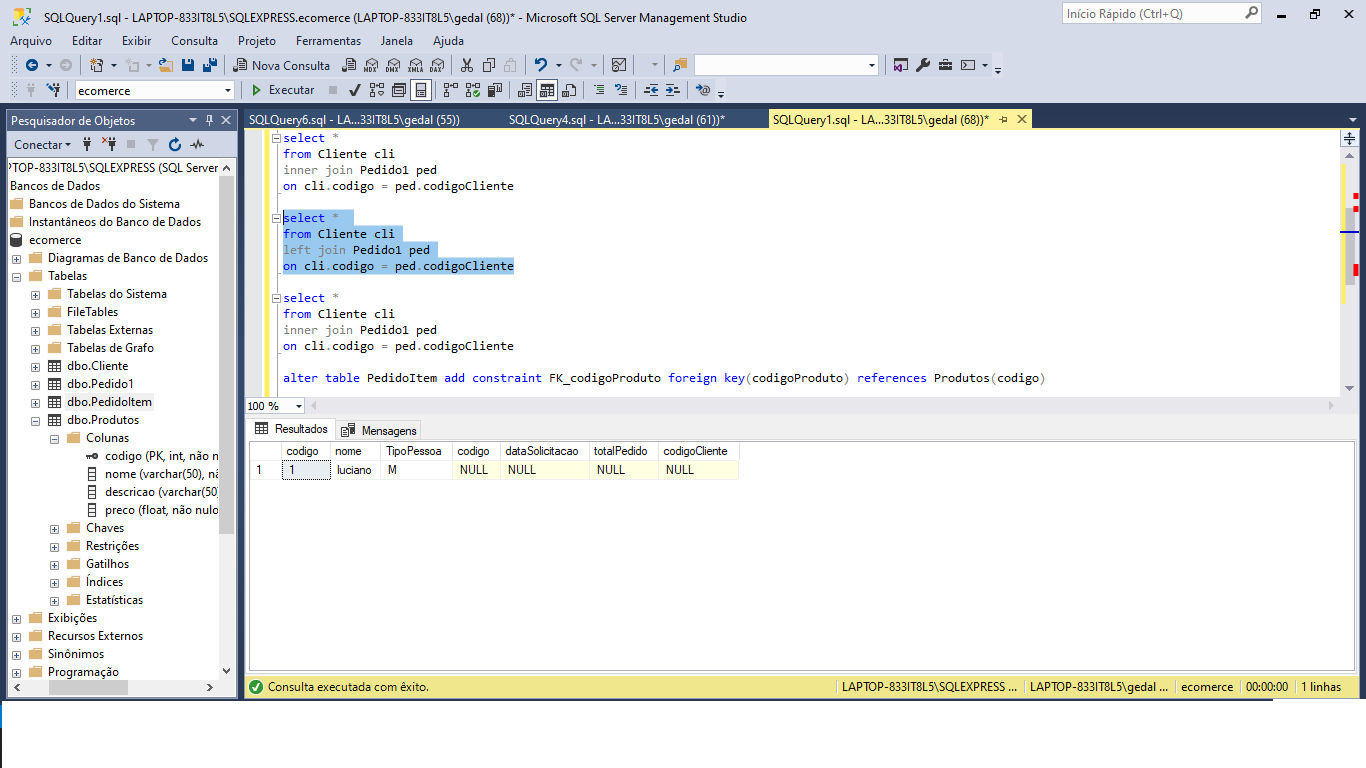 SQLQuery1.sql - LAPTOP-833IT8L5\SQLEXPRESS.ecomerce (LAPTOP-833IT8L5\gedal (68))* - Microsoft SQL Server Management Studio
Início Rápido (Ctrl+Q)
Arquivo Editar Exibir Consulta Projeto Ferramentas Janela Ajuda
Nova Consulta MDX DMX XMLA DAX
ecomerce Executar
Pesquisador de Objetos
Conectar
TOP-833IT8L5\SQLEXPRESS (SQL Server
Bancos de Dados
Bancos de Dados do Sistema
Instantâneos do Banco de Dados
ecomerce
Diagramas de Banco de Dados
Tabelas
Tabelas do Sistema
FileTables
Tabelas Externas
Tabelas de Grafo
dbo.Cliente
dbo.Pedido1
dbo.PedidoItem
dbo.Produtos
Colunas
codigo (PK, int, não n
nome (varchar(50), nã
descricao (varchar(50)
preco (float, não nulo
Chaves
Restrições
Gatilhos
Índices
Estatísticas
Exibições
Recursos Externos
Sinônimos
Programação
SQLQuery6.sql - LA...33IT8L5\gedal (55)) SQLQuery4.sql - LA...33IT8L5\gedal (61))* SQLQuery1.sql - LA...33IT8L5\gedal (68))*
select *
from Cliente cli
inner join Pedido1 ped
on cli.codigo = ped.codigoCliente
select *
from Cliente cli
left join Pedido1 ped
on cli.codigo = ped.codigoCliente
select *
from Cliente cli
inner join Pedido1 ped
on cli.codigo = ped.codigoCliente
alter table PedidoItem add constraint FK_codigoProduto foreign key(codigoProduto) references Produtos(codigo)
100 %
Resultados Mensagens
codigo nome TipoPessoa codigo dataSolicitacao totalPedido codigoCliente
1 1 luciano M NULL NULL NULL NULL
Consulta executada com êxito. LAPTOP-833IT8L5\SQLEXPRESS ... LAPTOP-833IT8L5\gedal ... ecomerce 00:00:00 1 linhas